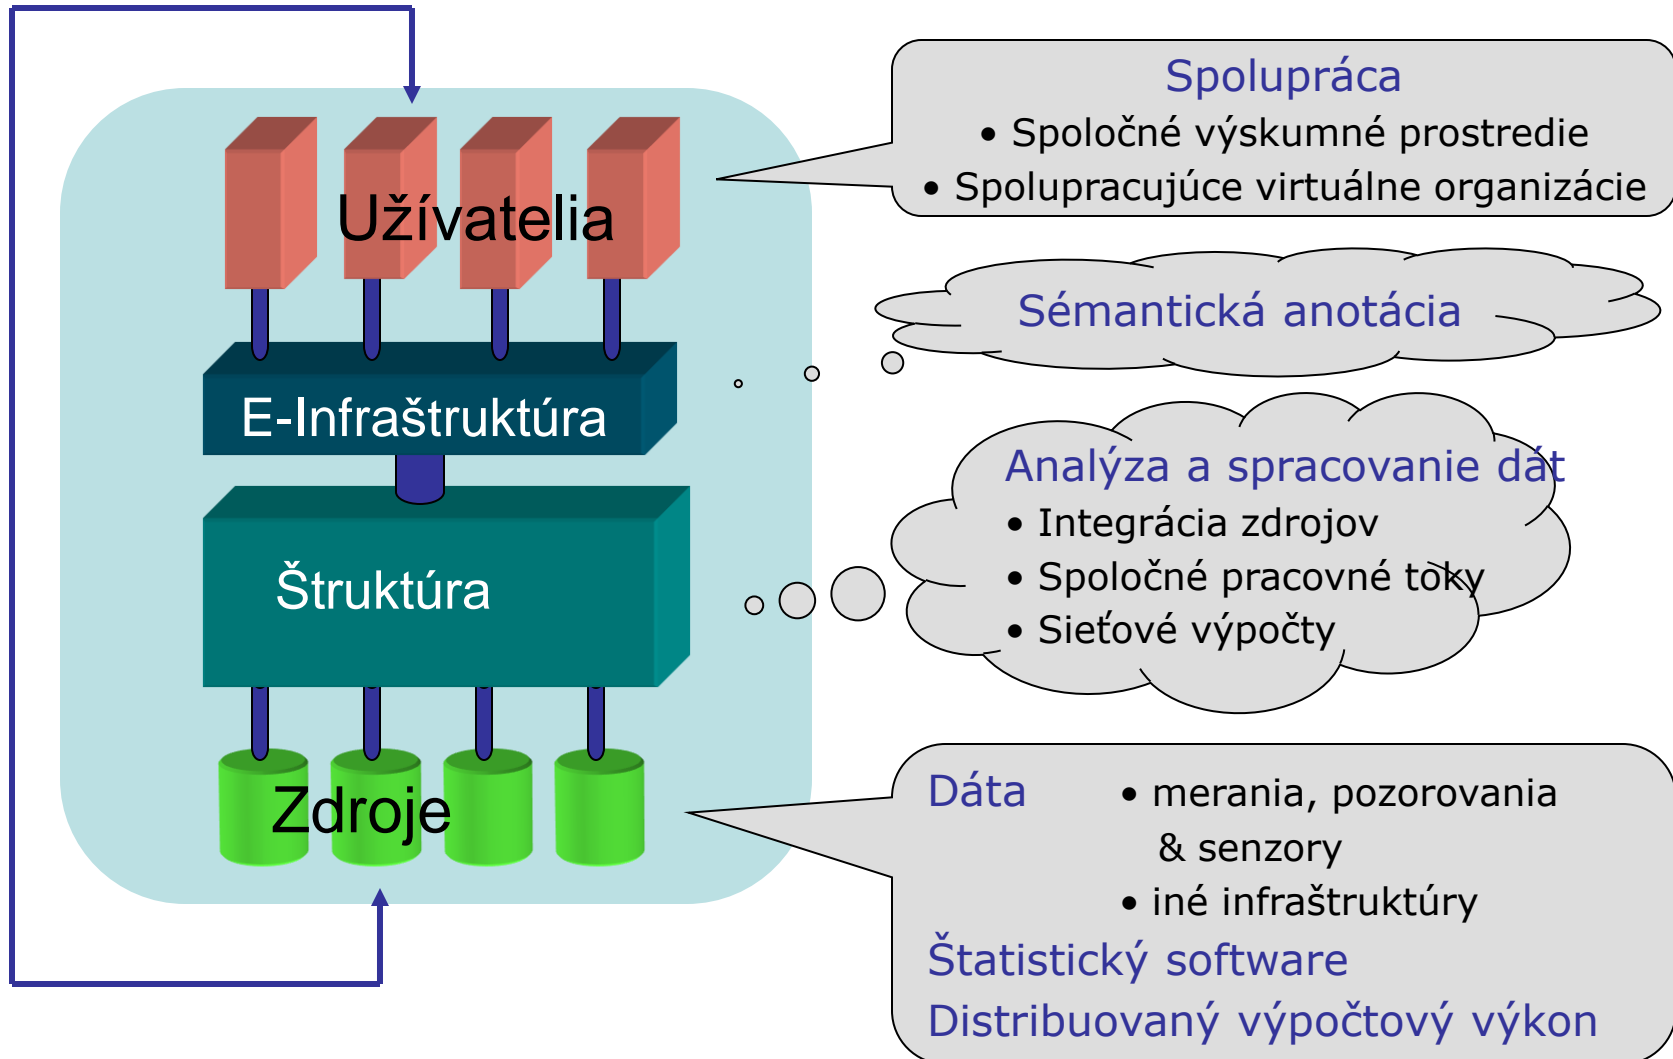 Užívatelia
E-Infraštruktúra
Štruktúra
Zdroje
Spolupráca
• Spoločné výskumné prostredie
• Spolupracujúce virtuálne organizácie
Sémantická anotácia
Analýza a spracovanie dát
• Integrácia zdrojov
• Spoločné pracovné toky
• Sieťové výpočty
Dáta • merania, pozorovania
& senzory
• iné infraštruktúry
Štatistický software
Distribuovaný výpočtový výkon